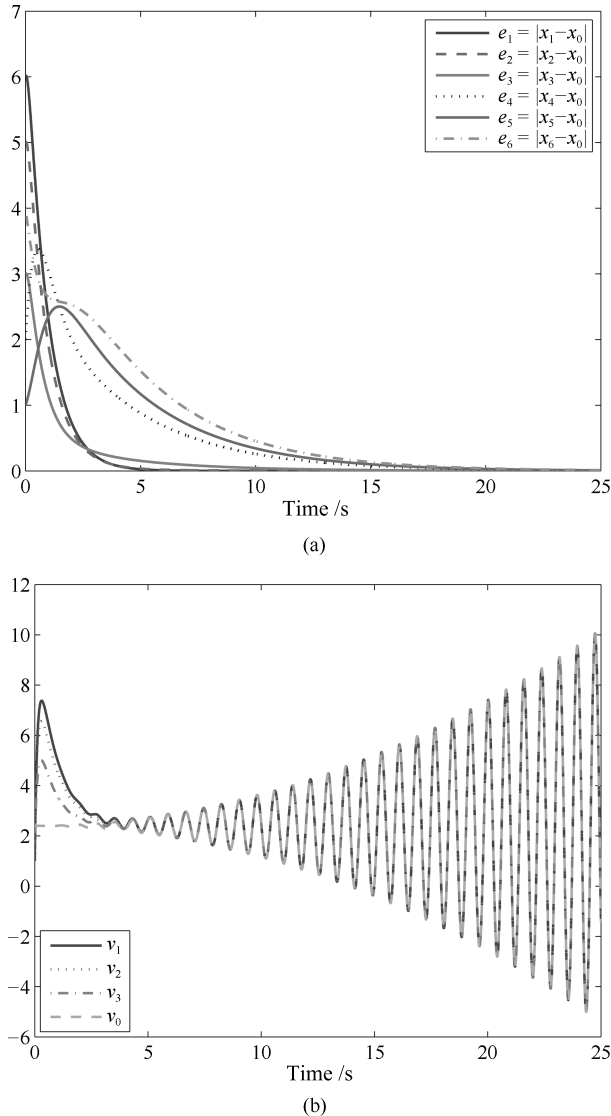 7
6
5
4
3
2
1
0
0
5
10
15
20
25
e₁ = |x₁−x₀|
e₂ = |x₂−x₀|
e₃ = |x₃−x₀|
e₄ = |x₄−x₀|
e₅ = |x₅−x₀|
e₆ = |x₆−x₀|
Time /s
(a)
12
10
8
6
4
2
0
−2
−4
−6
v₁
v₂
v₃
v₀
0
5
10
15
20
25
Time /s
(b)